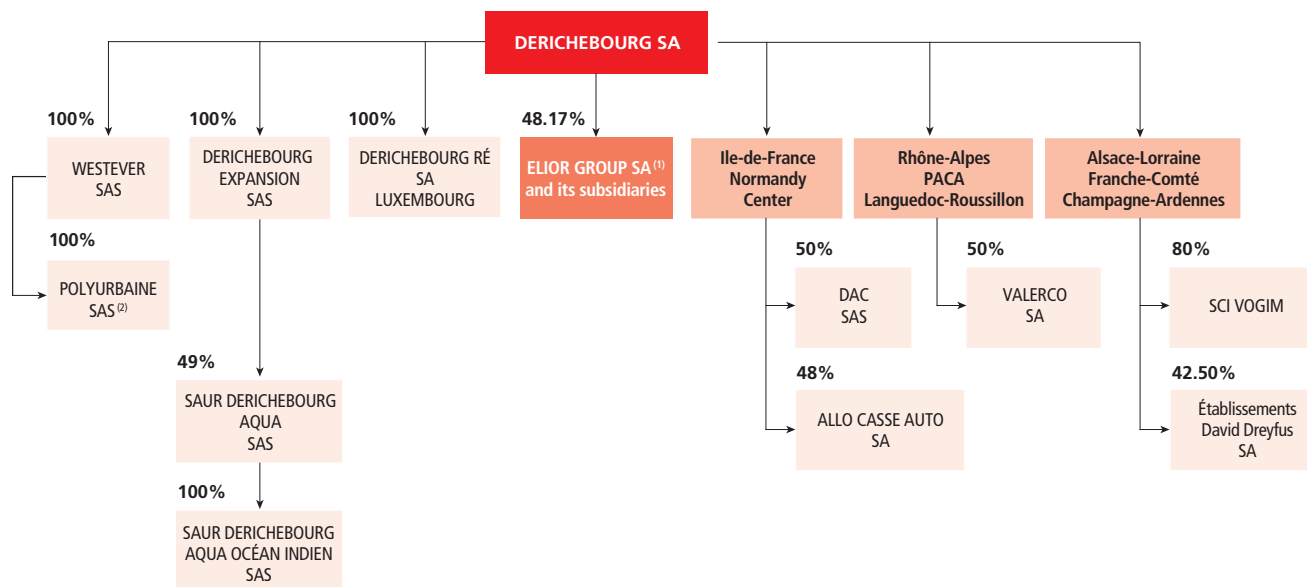 DERICHEBOURG SA
100%
WESTEVER
SAS
100%
POLYURBAINE
SAS (2)
100%
DERICHEBOURG
EXPANSION
SAS
49%
SAUR DERICHEBOURG
AQUA
SAS
100%
SAUR DERICHEBOURG
AQUA OCÉAN INDIEN
SAS
100%
DERICHEBOURG RÉ
SA
LUXEMBOURG
48.17%
ELIOR GROUP SA (1)
and its subsidiaries
Ile-de-France
Normandy
Center
50%
DAC
SAS
48%
ALLO CASSE AUTO
SA
Rhône-Alpes
PACA
Languedoc-Roussillon
50%
VALERCO
SA
Alsace-Lorraine
Franche-Comté
Champagne-Ardennes
80%
SCI VOGIM
42.50%
Établissements
David Dreyfus
SA